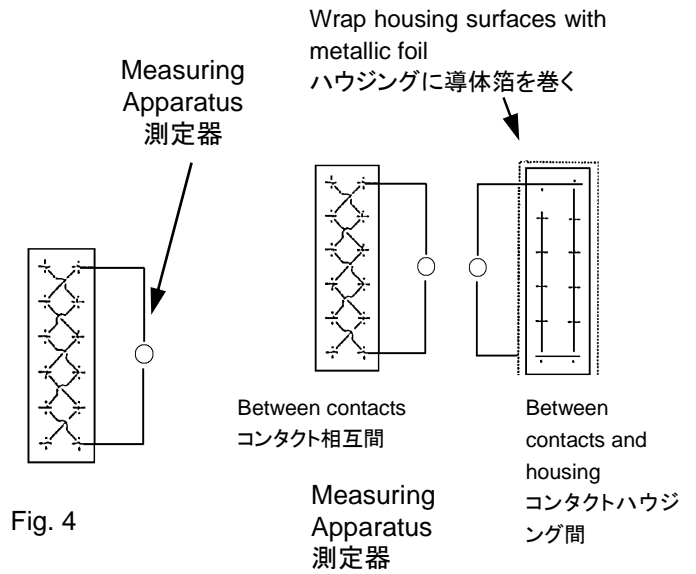 Wrap housing surfaces with
metallic foil
ハウジングに導体箔を巻く
Measuring
Apparatus
測定器
Between contacts
コンタクト相互間
Between
contacts and
housing
コンタクトハウジ
ング間
Measuring
Apparatus
測定器
Fig. 4